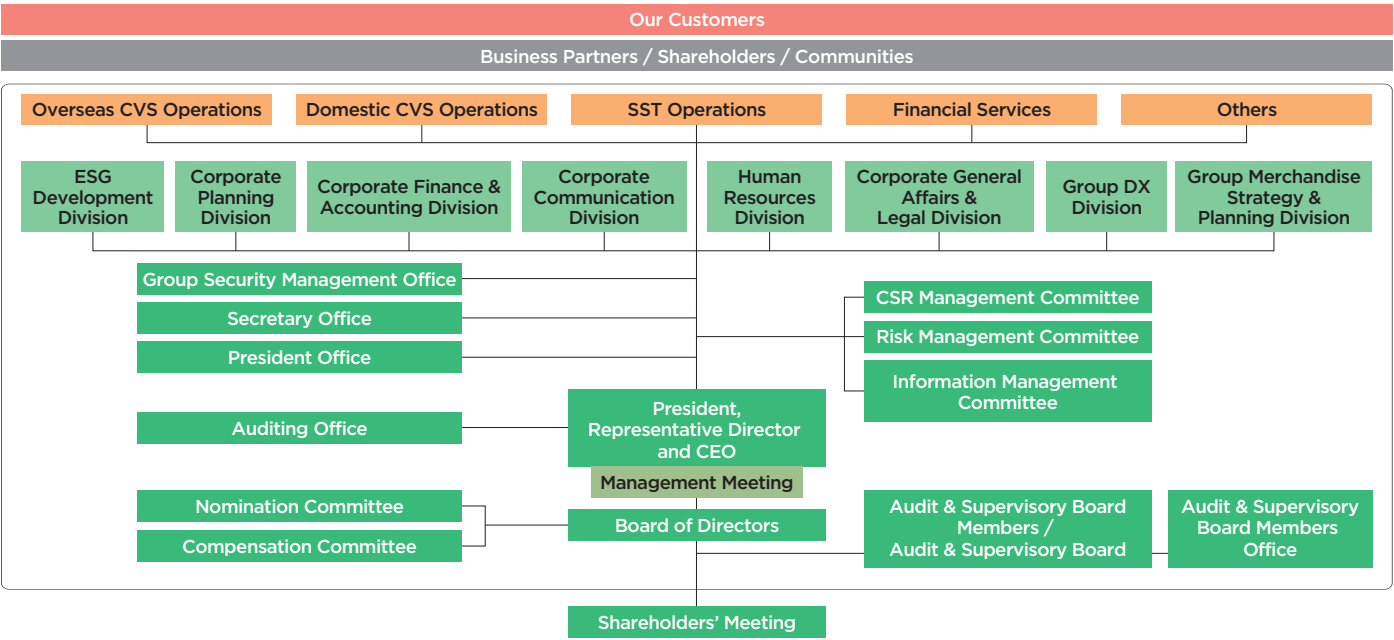 Our Customers
Business Partners / Shareholders / Communities
Overseas CVS Operations
Domestic CVS Operations
SST Operations
Financial Services
Others
ESG
Development
Division
Corporate
Planning
Division
Corporate Finance &
Accounting Division
Corporate
Communication
Division
Human
Resources
Division
Corporate General
Affairs &
Legal Division
Group DX
Division
Group Merchandise
Strategy &
Planning Division
Group Security Management Office
Secretary Office
President Office
CSR Management Committee
Risk Management Committee
Information Management
Committee
Auditing Office
President,
Representative Director
and CEO
Management Meeting
Nomination Committee
Compensation Committee
Board of Directors
Audit & Supervisory Board
Members /
Audit & Supervisory Board
Audit & Supervisory
Board Members
Office
Shareholders' Meeting